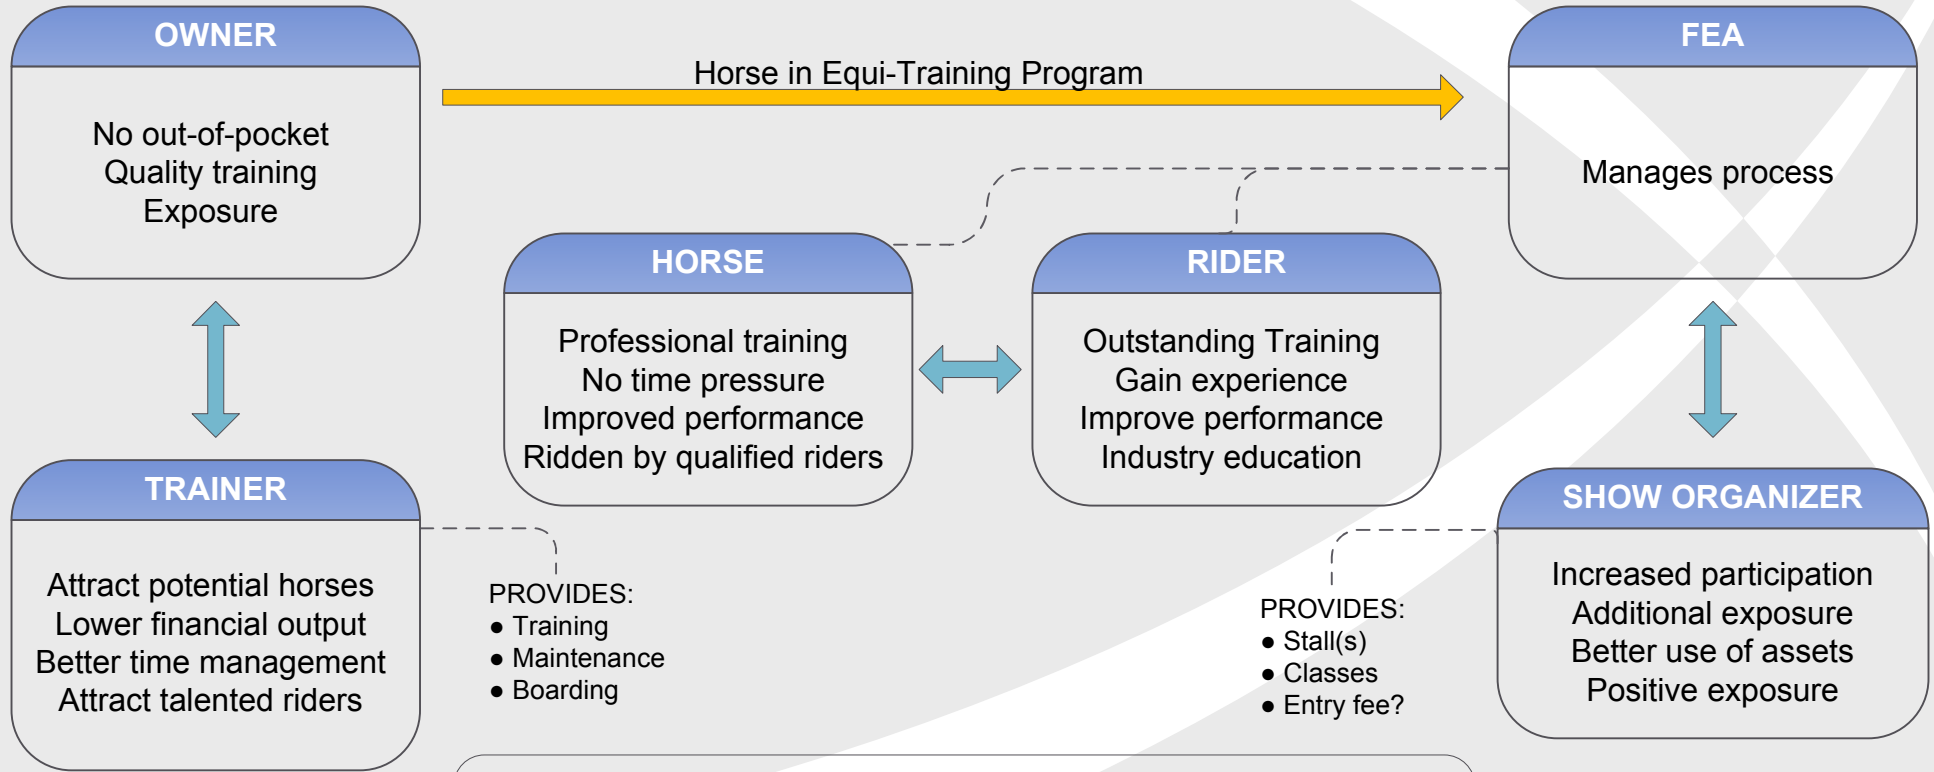 OWNER
No out-of-pocket
Quality training
Exposure
Horse in Equi-Training Program
FEA
Manages process
HORSE
Professional training
No time pressure
Improved performance
Ridden by qualified riders
RIDER
Outstanding Training
Gain experience
Improve performance
Industry education
TRAINER
Attract potential horses
Lower financial output
Better time management
Attract talented riders
PROVIDES:
● Training
● Maintenance
● Boarding
PROVIDES:
● Stall(s)
● Classes
● Entry fee?
SHOW ORGANIZER
Increased participation
Additional exposure
Better use of assets
Positive exposure